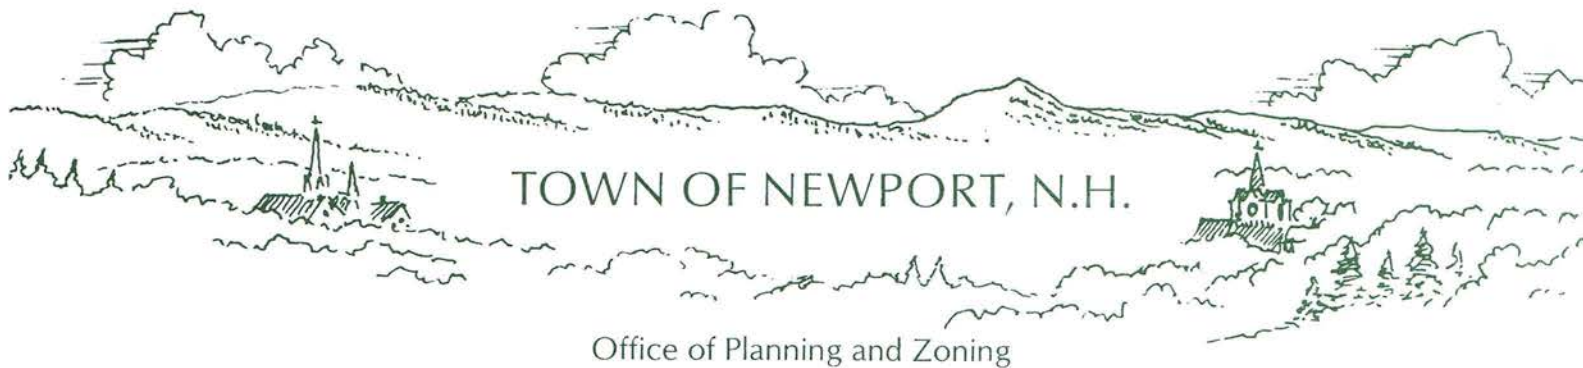 TOWN OF NEWPORT, N.H.
Office of Planning and Zoning